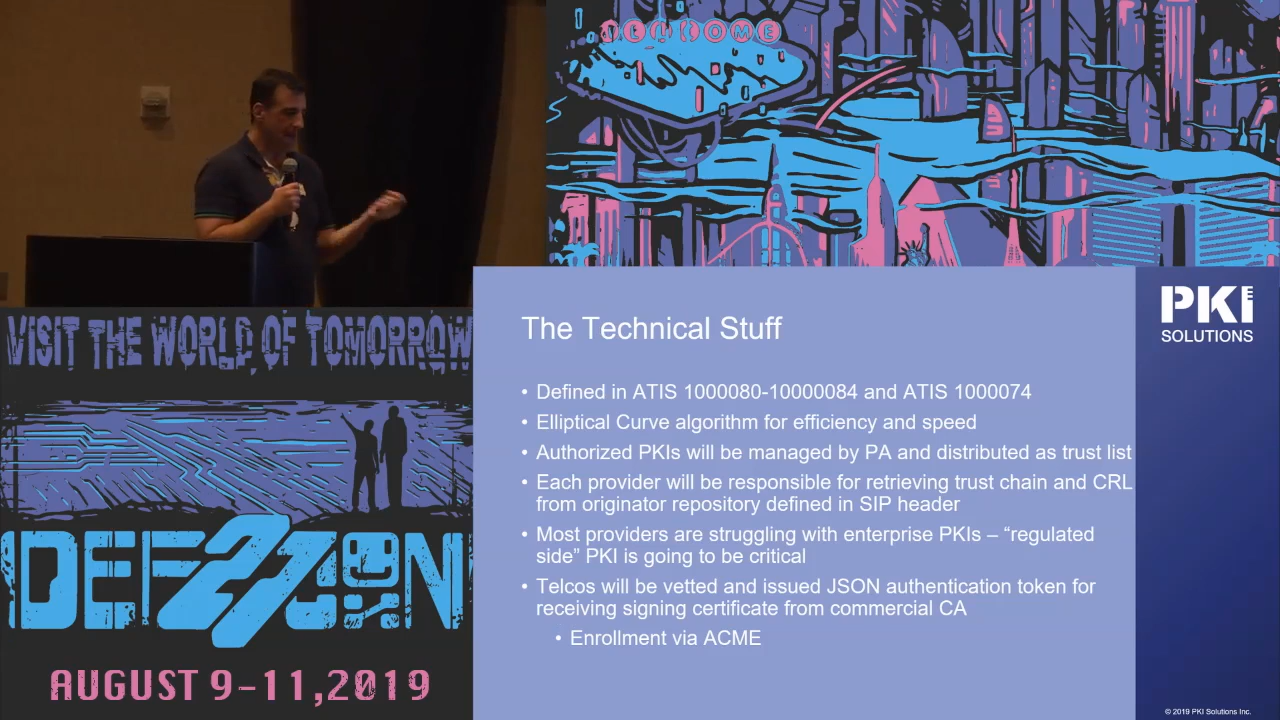 WELCOME
VISIT THE WORLD OF TOMORROW
DEF CON 27
AUGUST 9-11,2019
PKI
SOLUTIONS
The Technical Stuff
• Defined in ATIS 1000080-10000084 and ATIS 1000074
• Elliptical Curve algorithm for efficiency and speed
• Authorized PKIs will be managed by PA and distributed as trust list
• Each provider will be responsible for retrieving trust chain and CRL
from originator repository defined in SIP header
• Most providers are struggling with enterprise PKIs – “regulated
side” PKI is going to be critical
• Telcos will be vetted and issued JSON authentication token for
receiving signing certificate from commercial CA
• Enrollment via ACME
© 2019 PKI Solutions Inc.